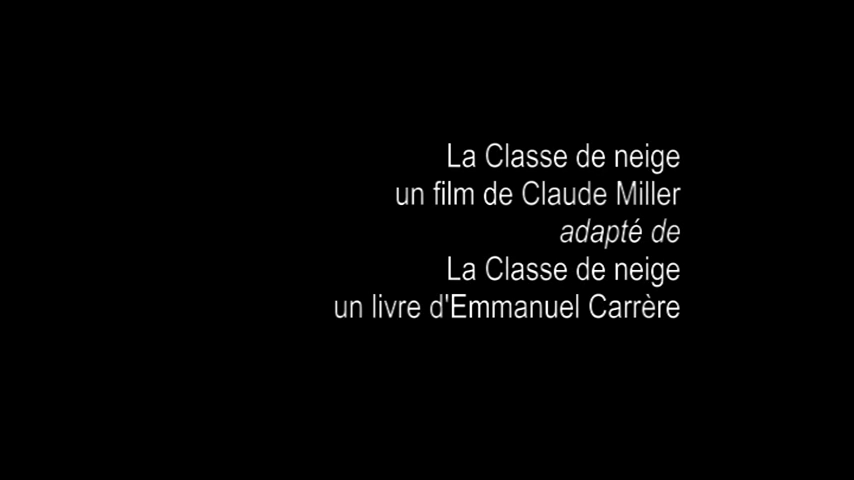 La Classe de neige
un film de Claude Miller
adapté de
La Classe de neige
un livre d'Emmanuel Carrère